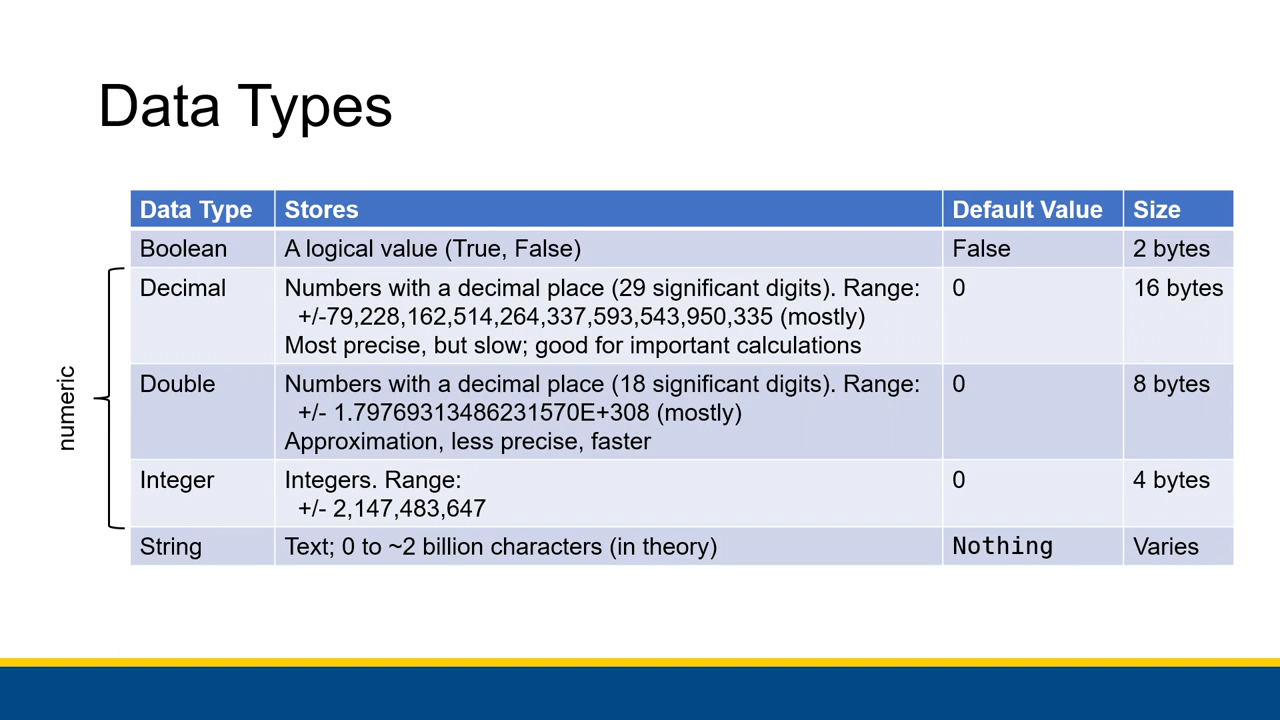 Data Types
Data Type Stores Default Value Size
Boolean A logical value (True, False) False 2 bytes
Decimal Numbers with a decimal place (29 significant digits). Range: 0 16 bytes
+/-79,228,162,514,264,337,593,543,950,335 (mostly)
Most precise, but slow; good for important calculations
numeric
Double Numbers with a decimal place (18 significant digits). Range: 0 8 bytes
+/- 1.79769313486231570E+308 (mostly)
Approximation, less precise, faster
Integer Integers. Range: 0 4 bytes
+/- 2,147,483,647
String Text; 0 to ~2 billion characters (in theory) Nothing Varies